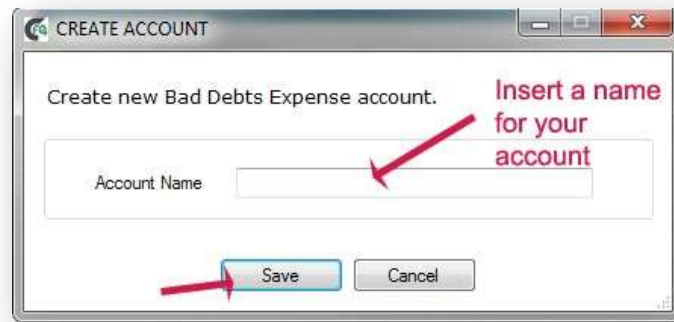 CREATE ACCOUNT
Create new Bad Debts Expense account.
Insert a name
for your
account
Account Name
Save
Cancel